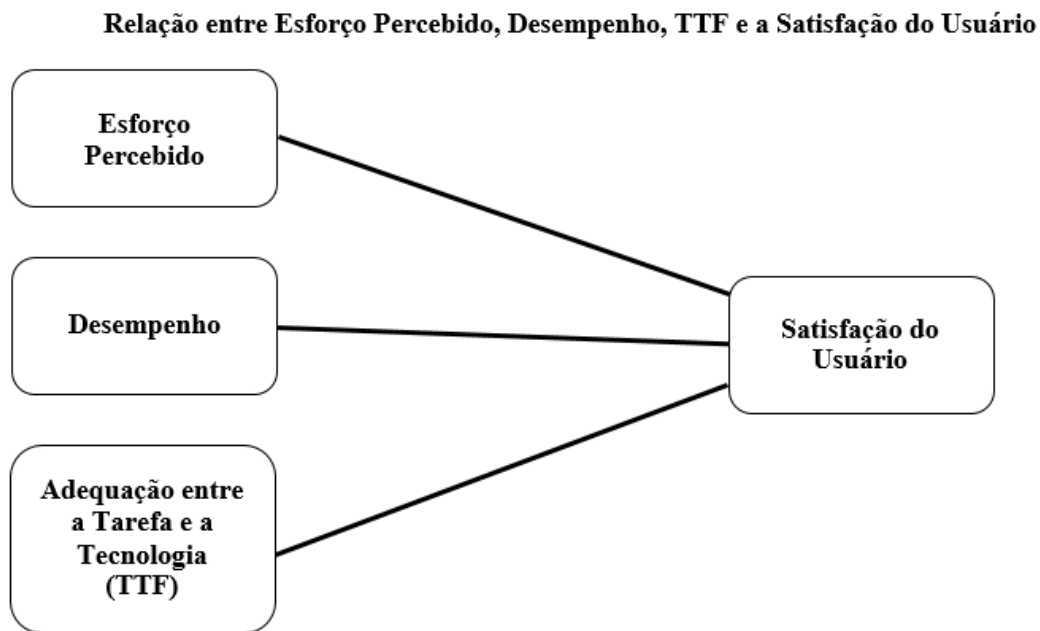 Relação entre Esforço Percebido, Desempenho, TTF e a Satisfação do Usuário
Esforço
Percebido
Desempenho
Adequação entre
a Tarefa e a
Tecnologia
(TTF)
Satisfação do
Usuário